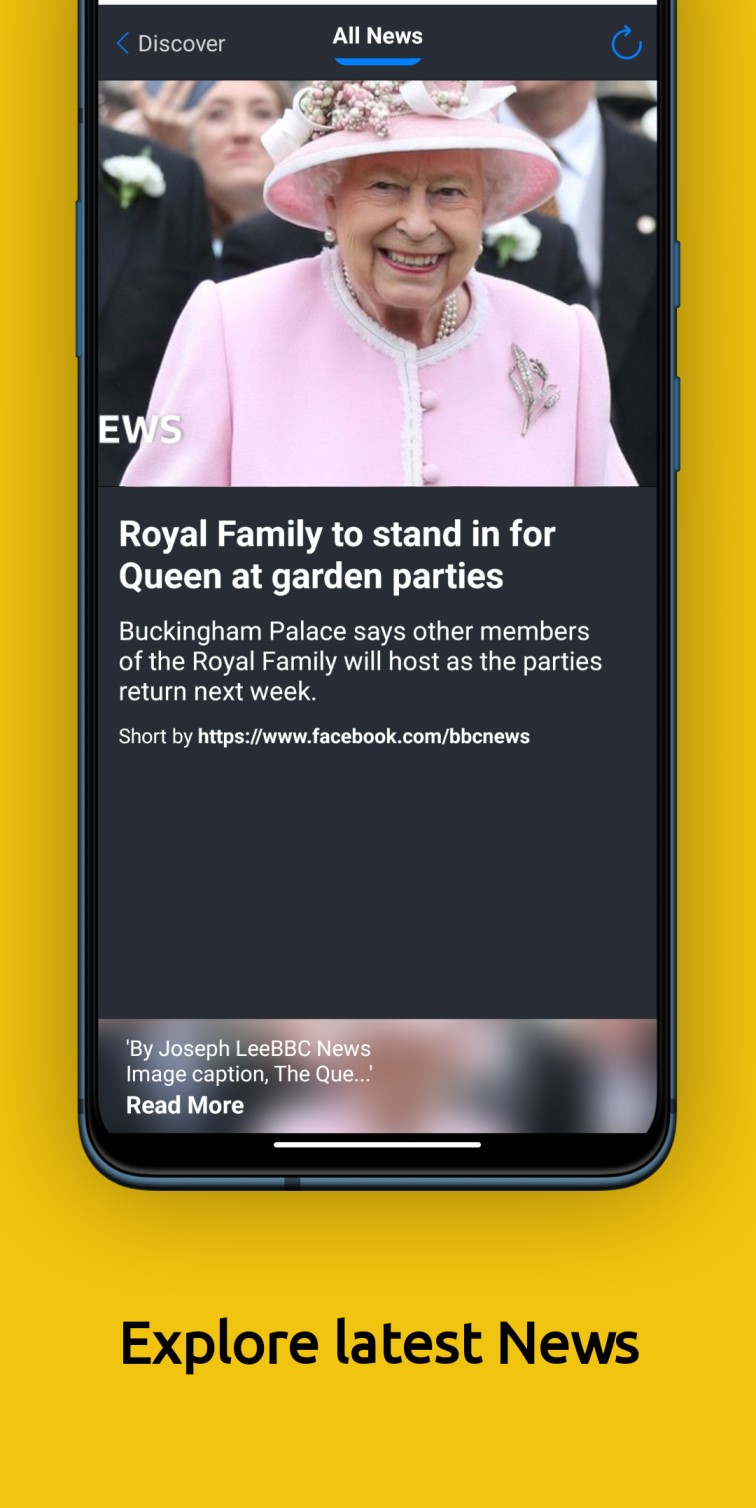 Discover
All News
EWS
Royal Family to stand in for
Queen at garden parties
Buckingham Palace says other members
of the Royal Family will host as the parties
return next week.
Short by https://www.facebook.com/bbcnews
'By Joseph LeeBBC News
Image caption, The Que...'
Read More
Explore latest News